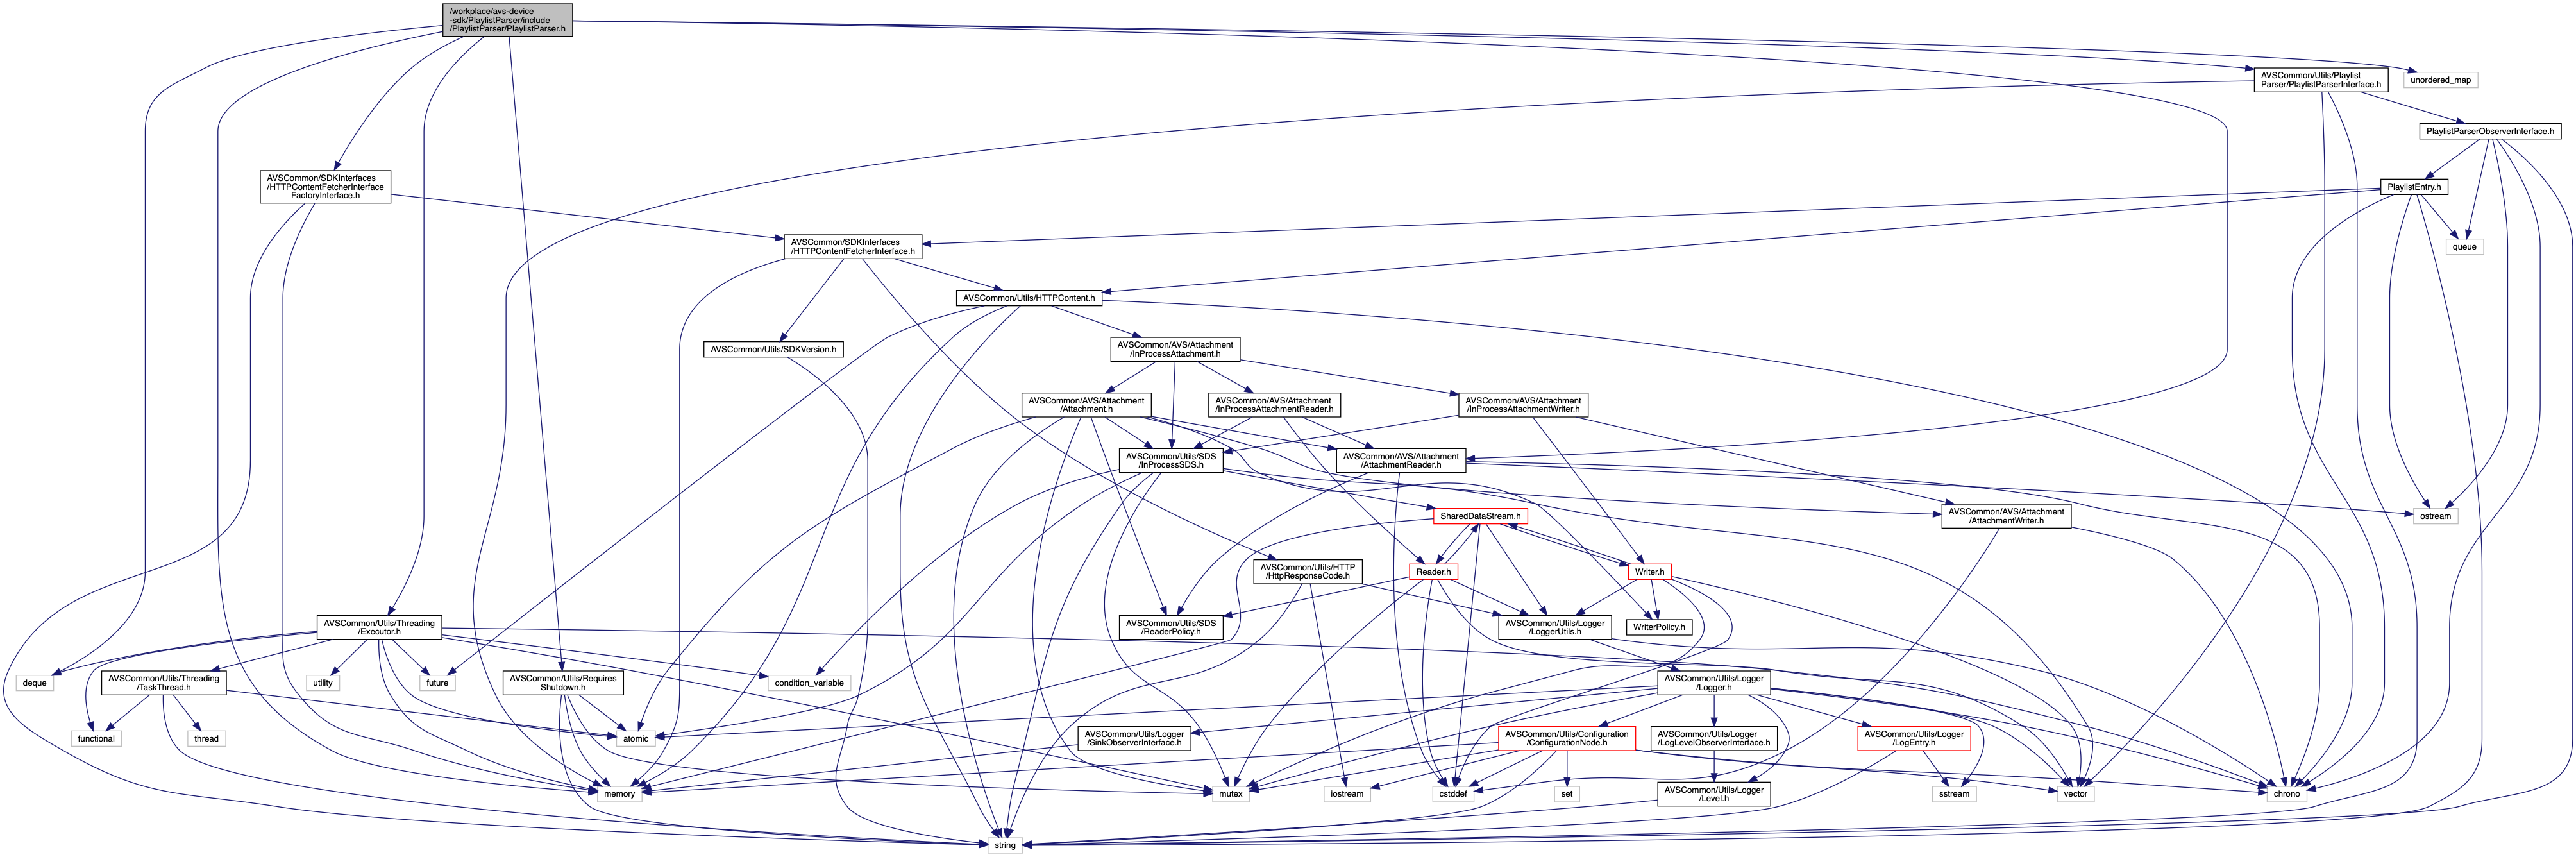 /workplace/avs-device
-sdk/PlaylistParser/include
/PlaylistParser/PlaylistParser.h
AVSCommon/Utils/Playlist
Parser/PlaylistParserInterface.h
unordered_map
PlaylistParserObserverInterface.h
AVSCommon/SDKInterfaces
/HTTPContentFetcherInterface
FactoryInterface.h
PlaylistEntry.h
AVSCommon/SDKInterfaces
/HTTPContentFetcherInterface.h
queue
AVSCommon/Utils/HTTPContent.h
AVSCommon/Utils/SDKVersion.h
AVSCommon/AVS/Attachment
/InProcessAttachment.h
AVSCommon/AVS/Attachment
/Attachment.h
AVSCommon/AVS/Attachment
/InProcessAttachmentReader.h
AVSCommon/AVS/Attachment
/InProcessAttachmentWriter.h
AVSCommon/Utils/SDS
/InProcessSDS.h
AVSCommon/AVS/Attachment
/AttachmentReader.h
SharedDataStream.h
AVSCommon/AVS/Attachment
/AttachmentWriter.h
ostream
AVSCommon/Utils/HTTP
/HttpResponseCode.h
Reader.h
Writer.h
AVSCommon/Utils/Threading
/Executor.h
AVSCommon/Utils/SDS
/ReaderPolicy.h
AVSCommon/Utils/Logger
/LoggerUtils.h
WriterPolicy.h
deque
AVSCommon/Utils/Threading
/TaskThread.h
utility
future
AVSCommon/Utils/Requires
Shutdown.h
condition_variable
AVSCommon/Utils/Logger
/Logger.h
functional
thread
atomic
AVSCommon/Utils/Logger
/SinkObserverInterface.h
AVSCommon/Utils/Configuration
/ConfigurationNode.h
AVSCommon/Utils/Logger
/LogLevelObserverInterface.h
AVSCommon/Utils/Logger
/LogEntry.h
memory
mutex
iostream
cstddef
set
AVSCommon/Utils/Logger
/Level.h
sstream
vector
chrono
string